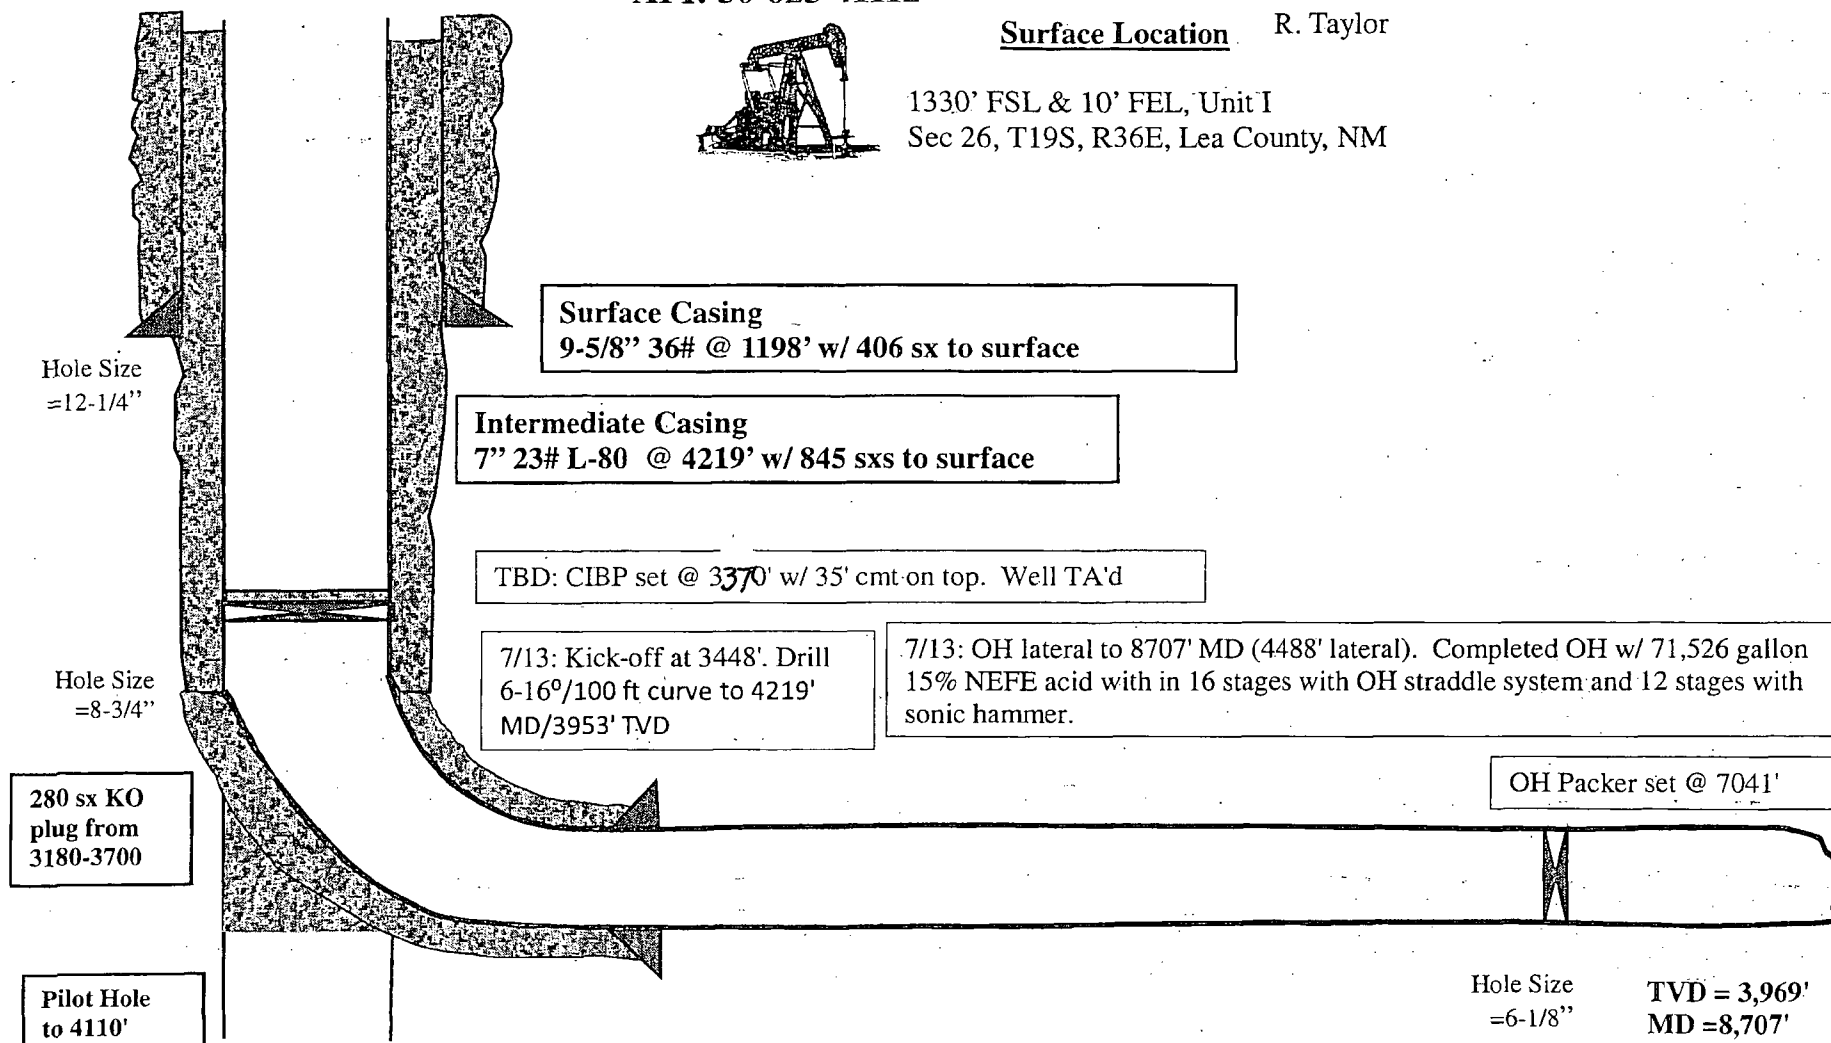 Surface Location R. Taylor
1330’ FSL & 10’ FEL, Unit I
Sec 26, T19S, R36E, Lea County, NM
Surface Casing
9-5/8” 36# @ 1198’ w/ 406 sx to surface
Hole Size
=12-1/4”
Intermediate Casing
7” 23# L-80 @ 4219’ w/ 845 sxs to surface
TBD: CIBP set @ 3370' w/ 35' cmt on top. Well TA'd
7/13: Kick-off at 3448'. Drill
6-16º/100 ft curve to 4219'
MD/3953' TVD
7/13: OH lateral to 8707' MD (4488' lateral). Completed OH w/ 71,526 gallon
15% NEFE acid with in 16 stages with OH straddle system and 12 stages with
sonic hammer.
Hole Size
=8-3/4”
OH Packer set @ 7041'
280 sx KO
plug from
3180-3700
Pilot Hole
to 4110'
Hole Size
=6-1/8”
TVD = 3,969'
MD =8,707'